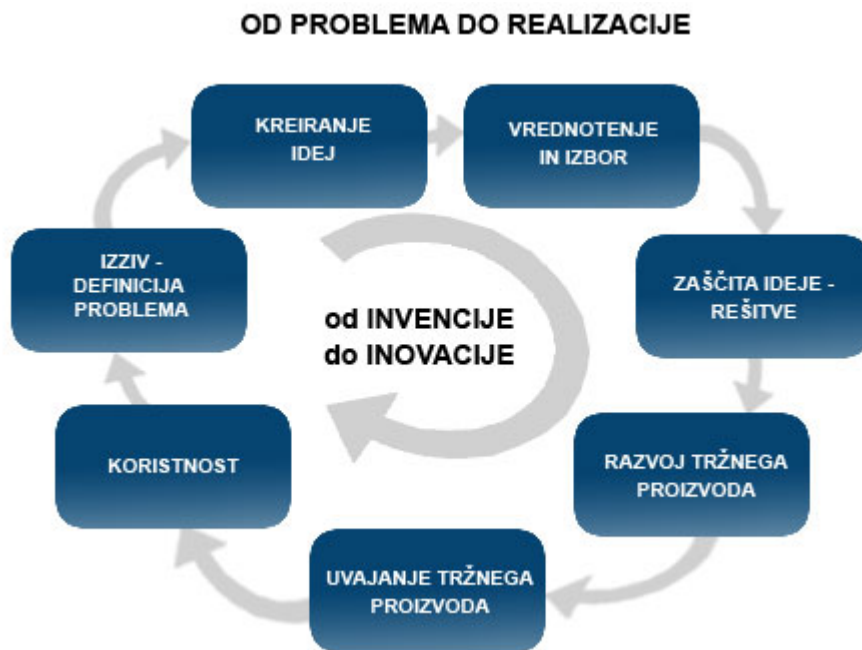 OD PROBLEMA DO REALIZACIJE
KREIRANJE
IDEJ
VREDNOTENJE
IN IZBOR
IZZIV -
DEFINICIJA
PROBLEMA
ZAŠČITA IDEJE -
REŠITVE
od INVENCIJE
do INOVACIJE
KORISTNOST
RAZVOJ TRŽNEGA
PROIZVODA
UVAJANJE TRŽNEGA
PROIZVODA